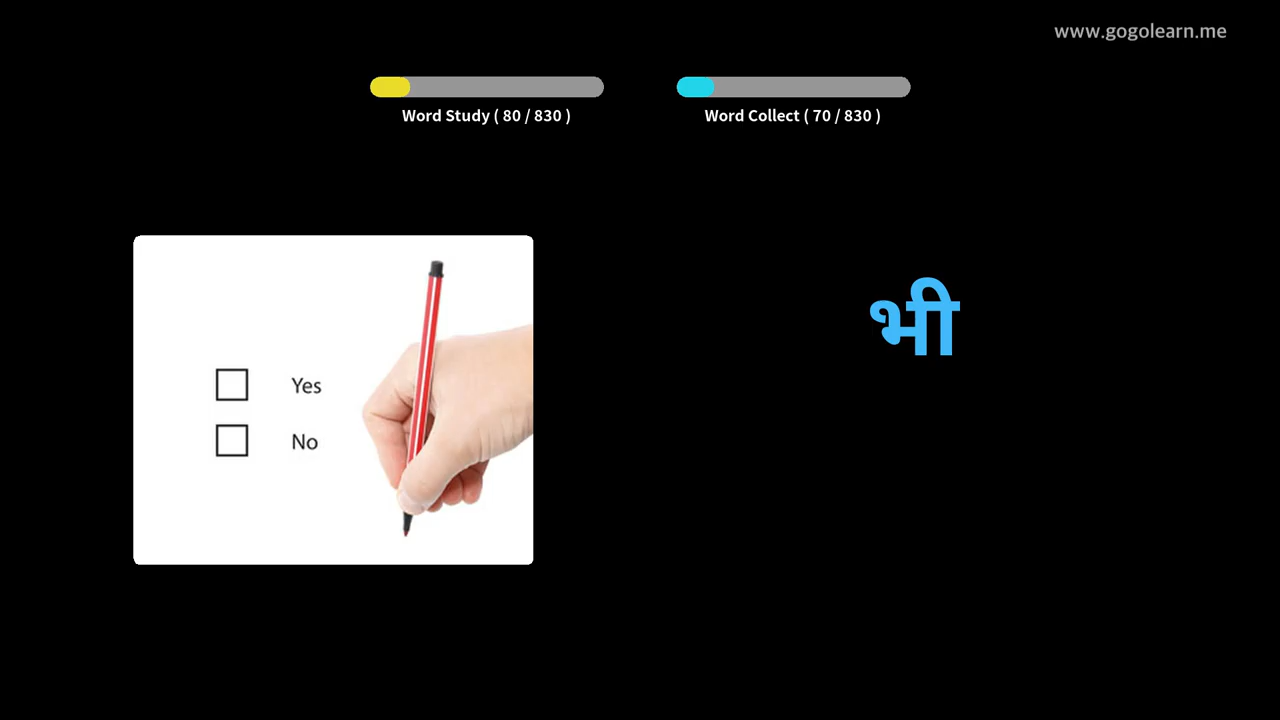 www.gogolearn.me
Word Study ( 80 / 830 )
Word Collect ( 70 / 830 )
भी
Yes
No